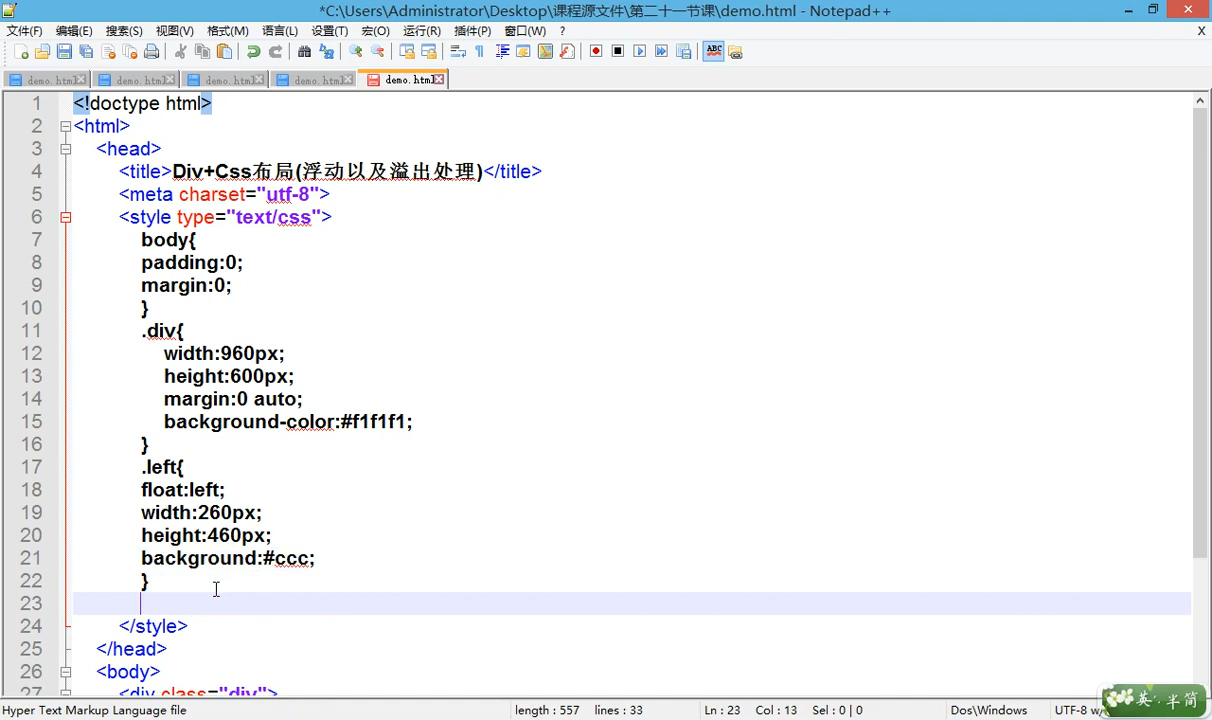 *C:\Users\Administrator\Desktop\课程源文件\第二十一节课\demo.html - Notepad++
文件(F) 编辑(E) 搜索(S) 视图(V) 格式(M) 语言(L) 设置(T) 宏(O) 运行(R) 插件(P) 窗口(W) ? X
demo.html demo.html demo.html demo.html demo.html
1 <!doctype html>
2 <html>
3 <head>
4 <title>Div+Css布局(浮动以及溢出处理)</title>
5 <meta charset="utf-8">
6 <style type="text/css">
7 body{
8 padding:0;
9 margin:0;
10 }
11 .div{
12 width:960px;
13 height:600px;
14 margin:0 auto;
15 background-color:#f1f1f1;
16 }
17 .left{
18 float:left;
19 width:260px;
20 height:460px;
21 background:#ccc;
22 }
23
24 </style>
25 </head>
26 <body>
27 <div class="div">
Hyper Text Markup Language file length : 557 lines : 33 Ln : 23 Col : 13 Sel : 0 | 0 Dos\Windows UTF-8 w/
英 半 简